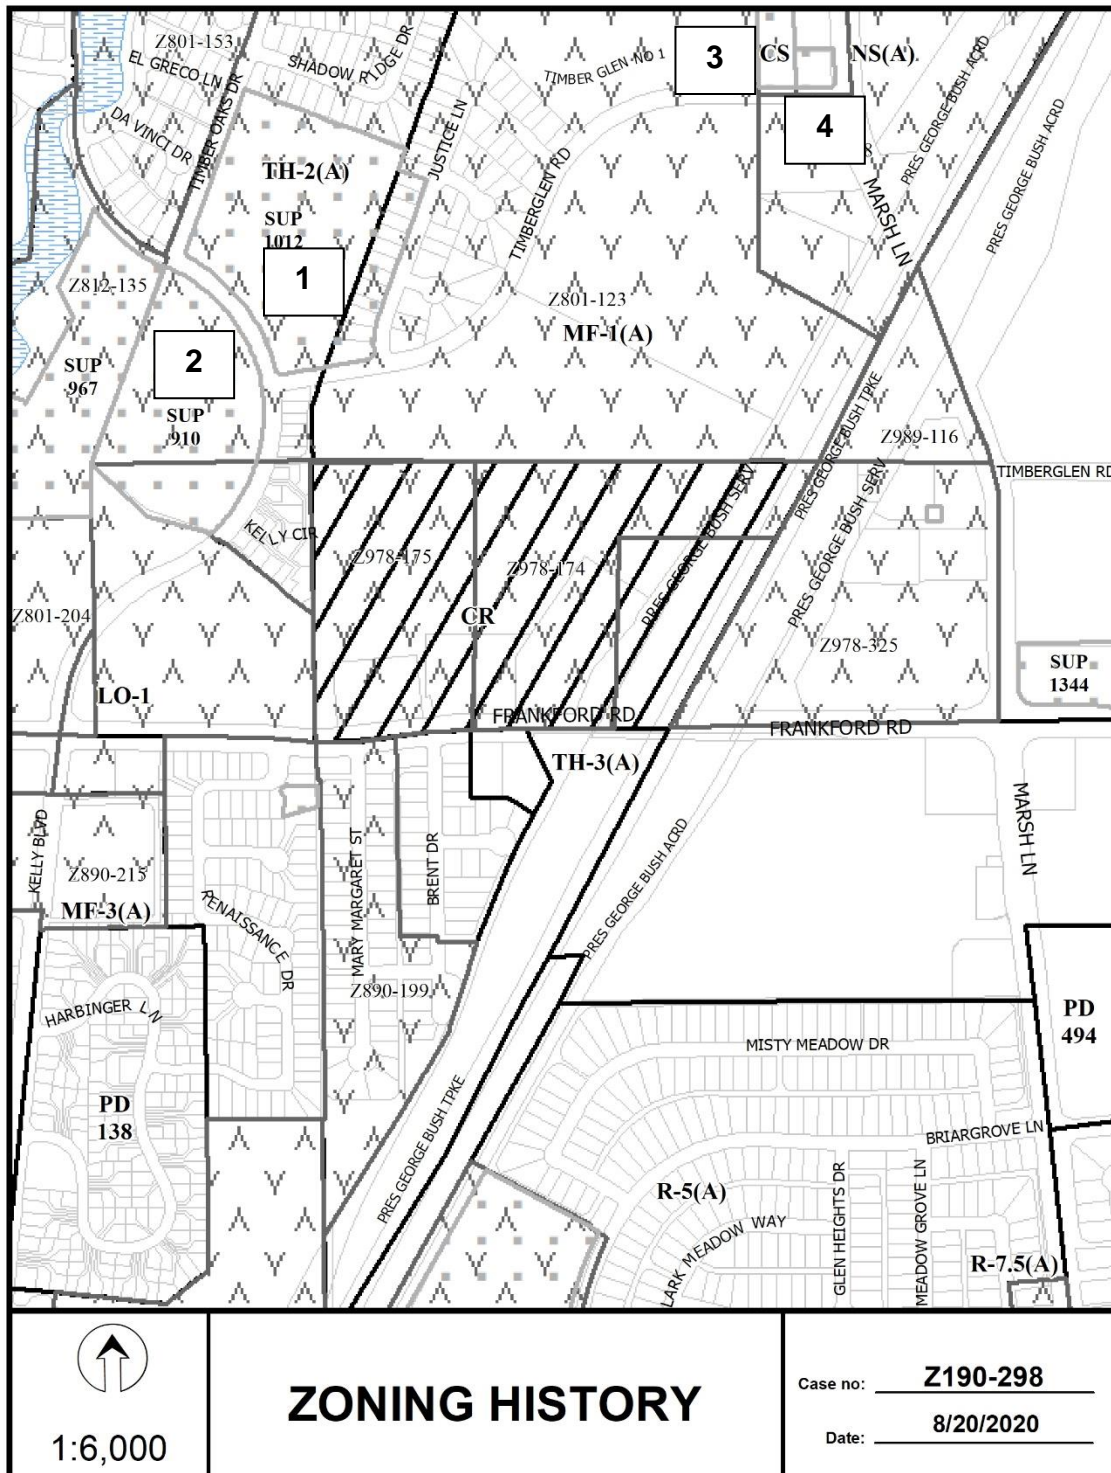 Z801-153
EL GRECO LN
DA VINCI DR
TIMBER OAKS DR
SHADOW RIDGE DR
JUSTICE LN
TIMBER GLEN NO 1
3
CS
NS(A)
4
PRES GEORGE BUSH ACRD
PRES GEORGE BUSH ACRD
MARSH LN
TH-2(A)
SUP
1012
1
TIMBERGLEN RD
Z812-135
2
SUP
967
SUP
910
Z801-123
MF-1(A)
PRES GEORGE BUSH TPKE
Z989-116
TIMBERGLEN RD
KELLY CIR
Z978-175
Z978-174
PRES GEORGE BUSH SERV
PRES GEORGE BUSH SERV
CR
Z801-204
Z978-325
SUP
1344
LO-1
FRANKFORD RD
FRANKFORD RD
TH-3(A)
KELLY BLVD
Z890-215
MF-3(A)
RENAISSANCE DR
MARY MARGARET ST
BRENT DR
PRES GEORGE BUSH ACRD
MARSH LN
Z890-199
HARBINGER LN
PD
138
PD
494
MISTY MEADOW DR
BRIARGROVE LN
PRES GEORGE BUSH TPKE
R-5(A)
LARK MEADOW WAY
GLEN HEIGHTS DR
MEADOW GROVE LN
R-7.5(A)
1:6,000
ZONING HISTORY
Case no: Z190-298
Date: 8/20/2020